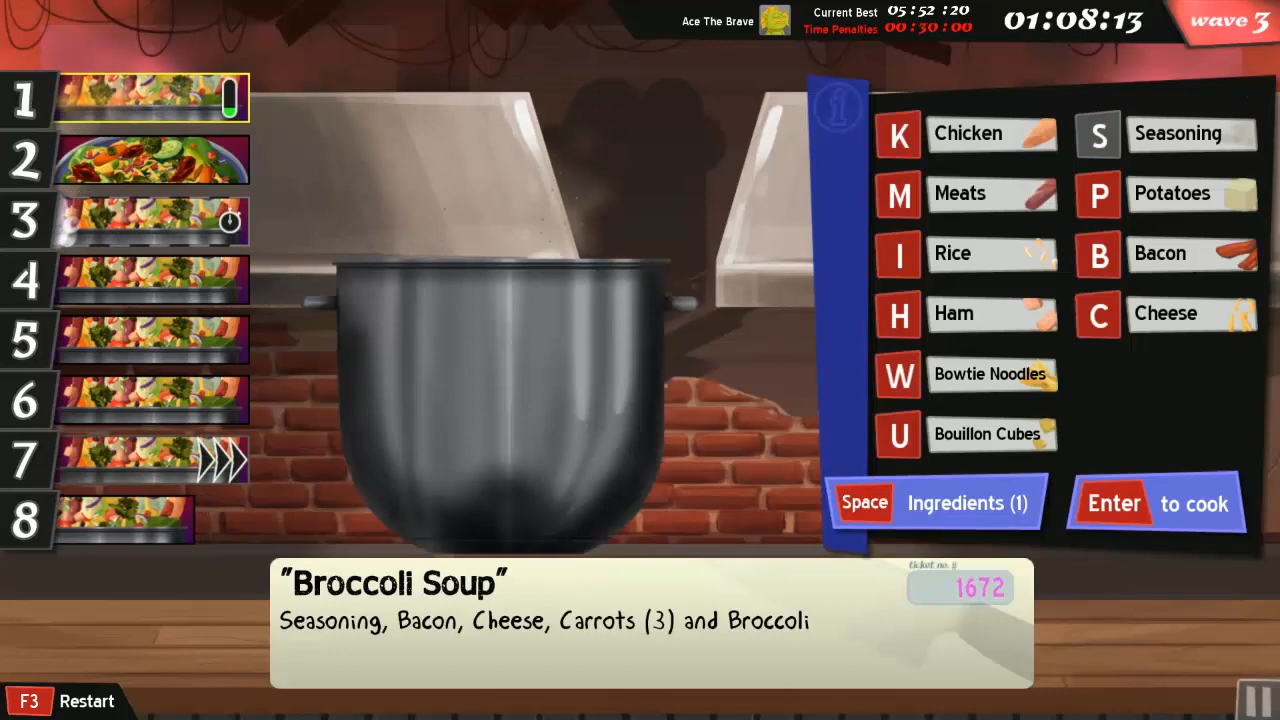 Ace The Brave
Current Best 05:52:20
Time Penalties 00:30:00
01:08:13
wave 3
1
2
3
4
5
6
7
8
K Chicken
S Seasoning
M Meats
P Potatoes
I Rice
B Bacon
H Ham
C Cheese
W Bowtie Noodles
U Bouillon Cubes
Space Ingredients (1)
Enter to cook
"Broccoli Soup"
ticket no. #
1672
Seasoning, Bacon, Cheese, Carrots (3) and Broccoli
F3 Restart